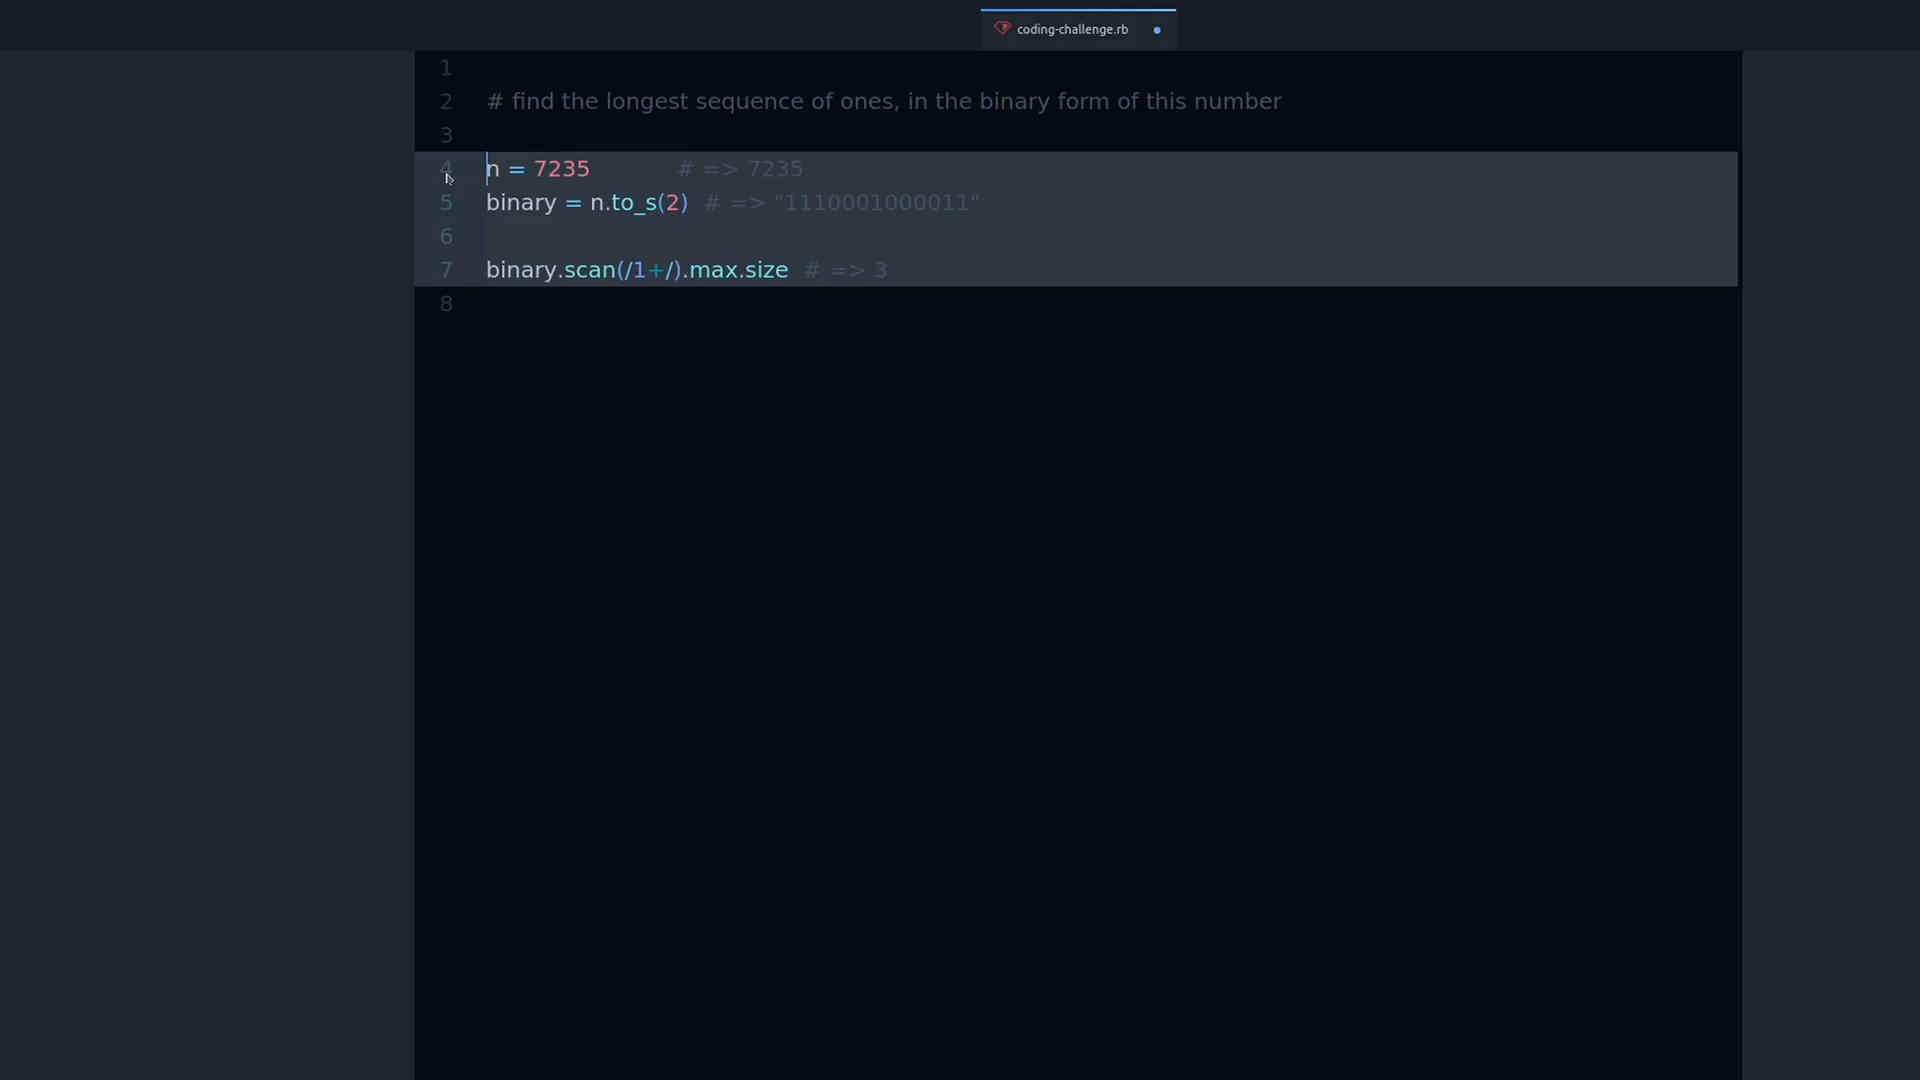 coding-challenge.rb
1
2 # find the longest sequence of ones, in the binary form of this number
3
4 n = 7235 # => 7235
5 binary = n.to_s(2) # => "1110001000011"
6
7 binary.scan(/1+/).max.size # => 3
8